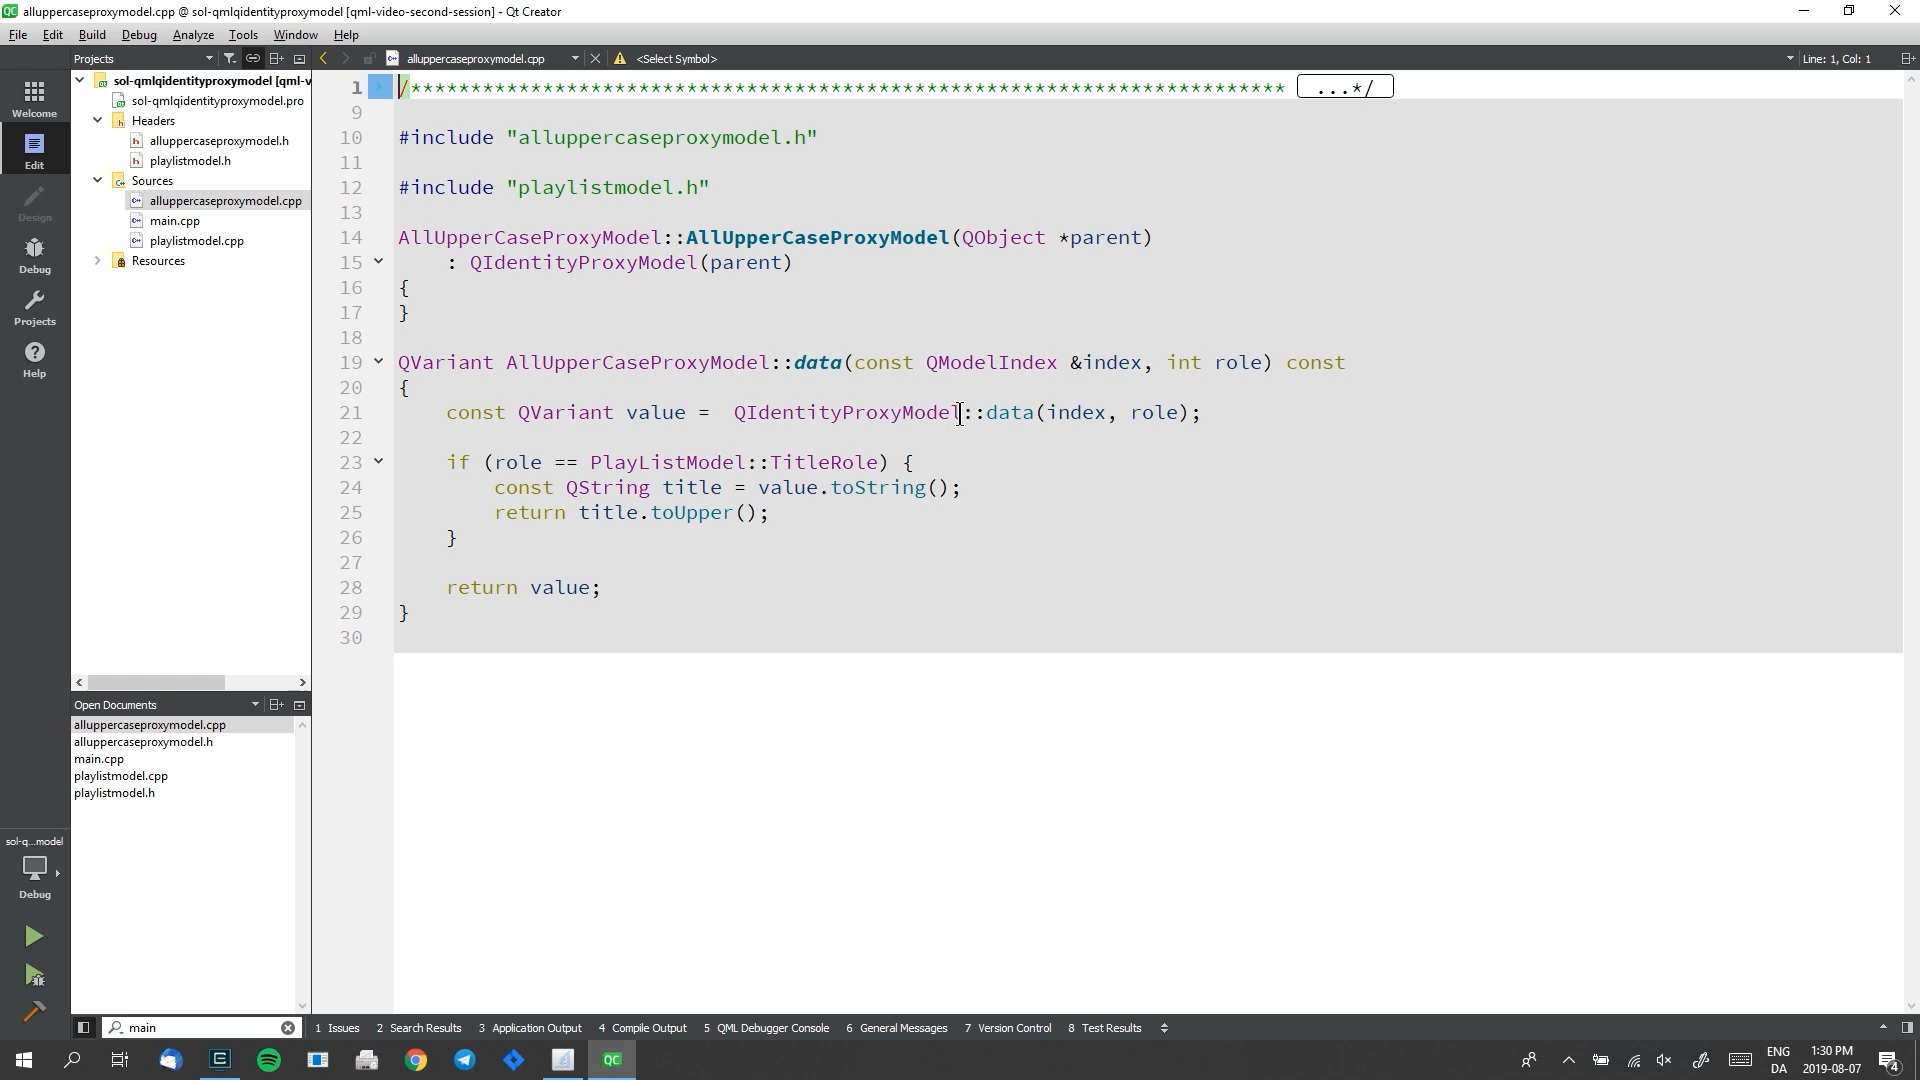 alluppercaseproxymodel.cpp @ sol-qmlqidentityproxymodel [qml-video-second-session] - Qt Creator
File Edit Build Debug Analyze Tools Window Help
Projects
alluppercaseproxymodel.cpp
<Select Symbol>
Line: 1, Col: 1
Welcome
Edit
Design
Debug
Projects
Help
sol-qmlqidentityproxymodel [qml-v
sol-qmlqidentityproxymodel.pro
Headers
alluppercaseproxymodel.h
playlistmodel.h
Sources
alluppercaseproxymodel.cpp
main.cpp
playlistmodel.cpp
Resources
1 /************************************************************************* ...*/
9
10 #include "alluppercaseproxymodel.h"
11
12 #include "playlistmodel.h"
13
14 AllUpperCaseProxyModel::AllUpperCaseProxyModel(QObject *parent)
15     : QIdentityProxyModel(parent)
16 {
17 }
18
19 QVariant AllUpperCaseProxyModel::data(const QModelIndex &index, int role) const
20 {
21     const QVariant value =  QIdentityProxyModel::data(index, role);
22
23     if (role == PlayListModel::TitleRole) {
24         const QString title = value.toString();
25         return title.toUpper();
26     }
27
28     return value;
29 }
30
Open Documents
alluppercaseproxymodel.cpp
alluppercaseproxymodel.h
main.cpp
playlistmodel.cpp
playlistmodel.h
sol-q...model
Debug
main
1 Issues 2 Search Results 3 Application Output 4 Compile Output 5 QML Debugger Console 6 General Messages 7 Version Control 8 Test Results
ENG
DA
1:30 PM
2019-08-07
4